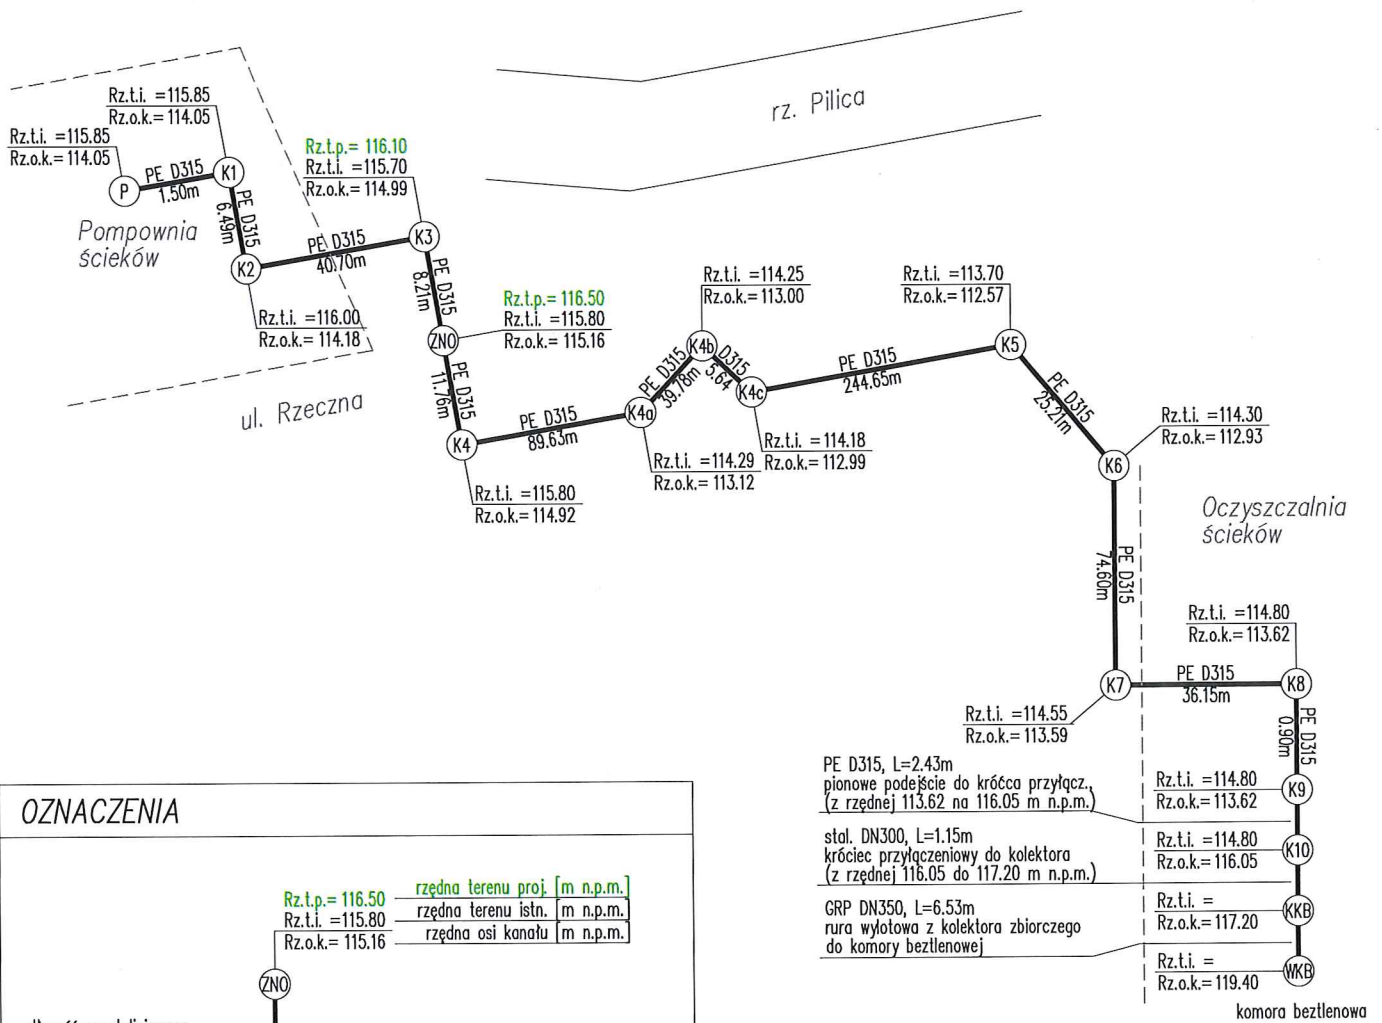 rz. Pilica
Rz.t.i. =115.85
Rz.o.k.= 114.05
Rz.t.i. =115.85
Rz.o.k.= 114.05
P
PE D315
1.50m
K1
PE D315
6.49m
Pompownia
ścieków
K2
Rz.t.i. =116.00
Rz.o.k.= 114.18
PE D315
40.70m
Rz.t.p.= 116.10
Rz.t.i. =115.70
Rz.o.k.= 114.99
K3
PE D315
8.21m
Rz.t.p.= 116.50
Rz.t.i. =115.80
Rz.o.k.= 115.16
ZNO
PE D315
11.76m
ul. Rzeczna
K4
Rz.t.i. =115.80
Rz.o.k.= 114.92
PE D315
89.63m
K4a
Rz.t.i. =114.29
Rz.o.k.= 113.12
PE D315
39.78m
Rz.t.i. =114.25
Rz.o.k.= 113.00
K4b
D315
5.64
K4c
Rz.t.i. =114.18
Rz.o.k.= 112.99
PE D315
244.65m
Rz.t.i. =113.70
Rz.o.k.= 112.57
K5
PE D315
25.21m
Rz.t.i. =114.30
Rz.o.k.= 112.93
K6
Oczyszczalnia
ścieków
PE D315
74.60m
K7
Rz.t.i. =114.55
Rz.o.k.= 113.59
PE D315
36.15m
Rz.t.i. =114.80
Rz.o.k.= 113.62
K8
PE D315
0.90m
PE D315, L=2.43m
pionowe podejście do króćca przyłącz.,
(z rzędnej 113.62 na 116.05 m n.p.m.)
Rz.t.i. =114.80
Rz.o.k.= 113.62
K9
stal. DN300, L=1.15m
króciec przyłączeniowy do kolektora
(z rzędnej 116.05 do 117.20 m n.p.m.)
Rz.t.i. =114.80
Rz.o.k.= 116.05
K10
GRP DN350, L=6.53m
rura wylotowa z kolektora zbiorczego
do komory beztlenowej
Rz.t.i. =
Rz.o.k.= 117.20
KKB
Rz.t.i. =
Rz.o.k.= 119.40
WKB
komora beztlenowa
OZNACZENIA
Rz.t.p.= 116.50 rzędna terenu proj. [m n.p.m.]
Rz.t.i. =115.80 rzędna terenu istn. [m n.p.m.]
Rz.o.k.= 115.16 rzędna osi kanału [m n.p.m.]
ZNO